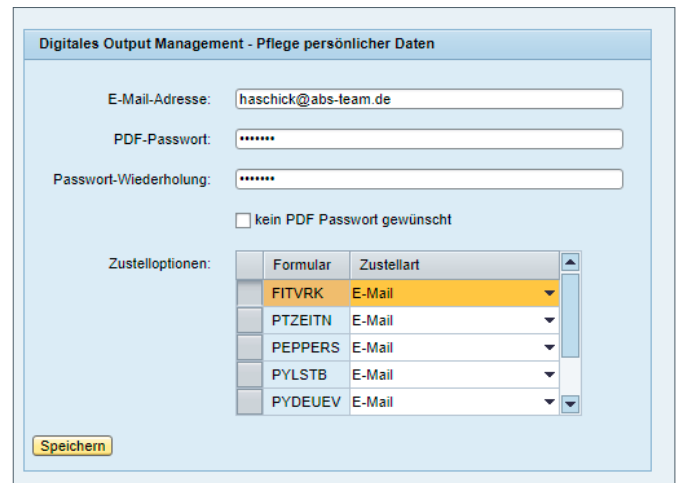 Digitales Output Management - Pflege persönlicher Daten
E-Mail-Adresse: haschick@abs-team.de
PDF-Passwort: •••••••
Passwort-Wiederholung: •••••••
kein PDF Passwort gewünscht
Zustelloptionen: Formular Zustellart
FITVRK E-Mail
PTZEITN E-Mail
PEPPERS E-Mail
PYLSTB E-Mail
PYDEUEV E-Mail
Speichern